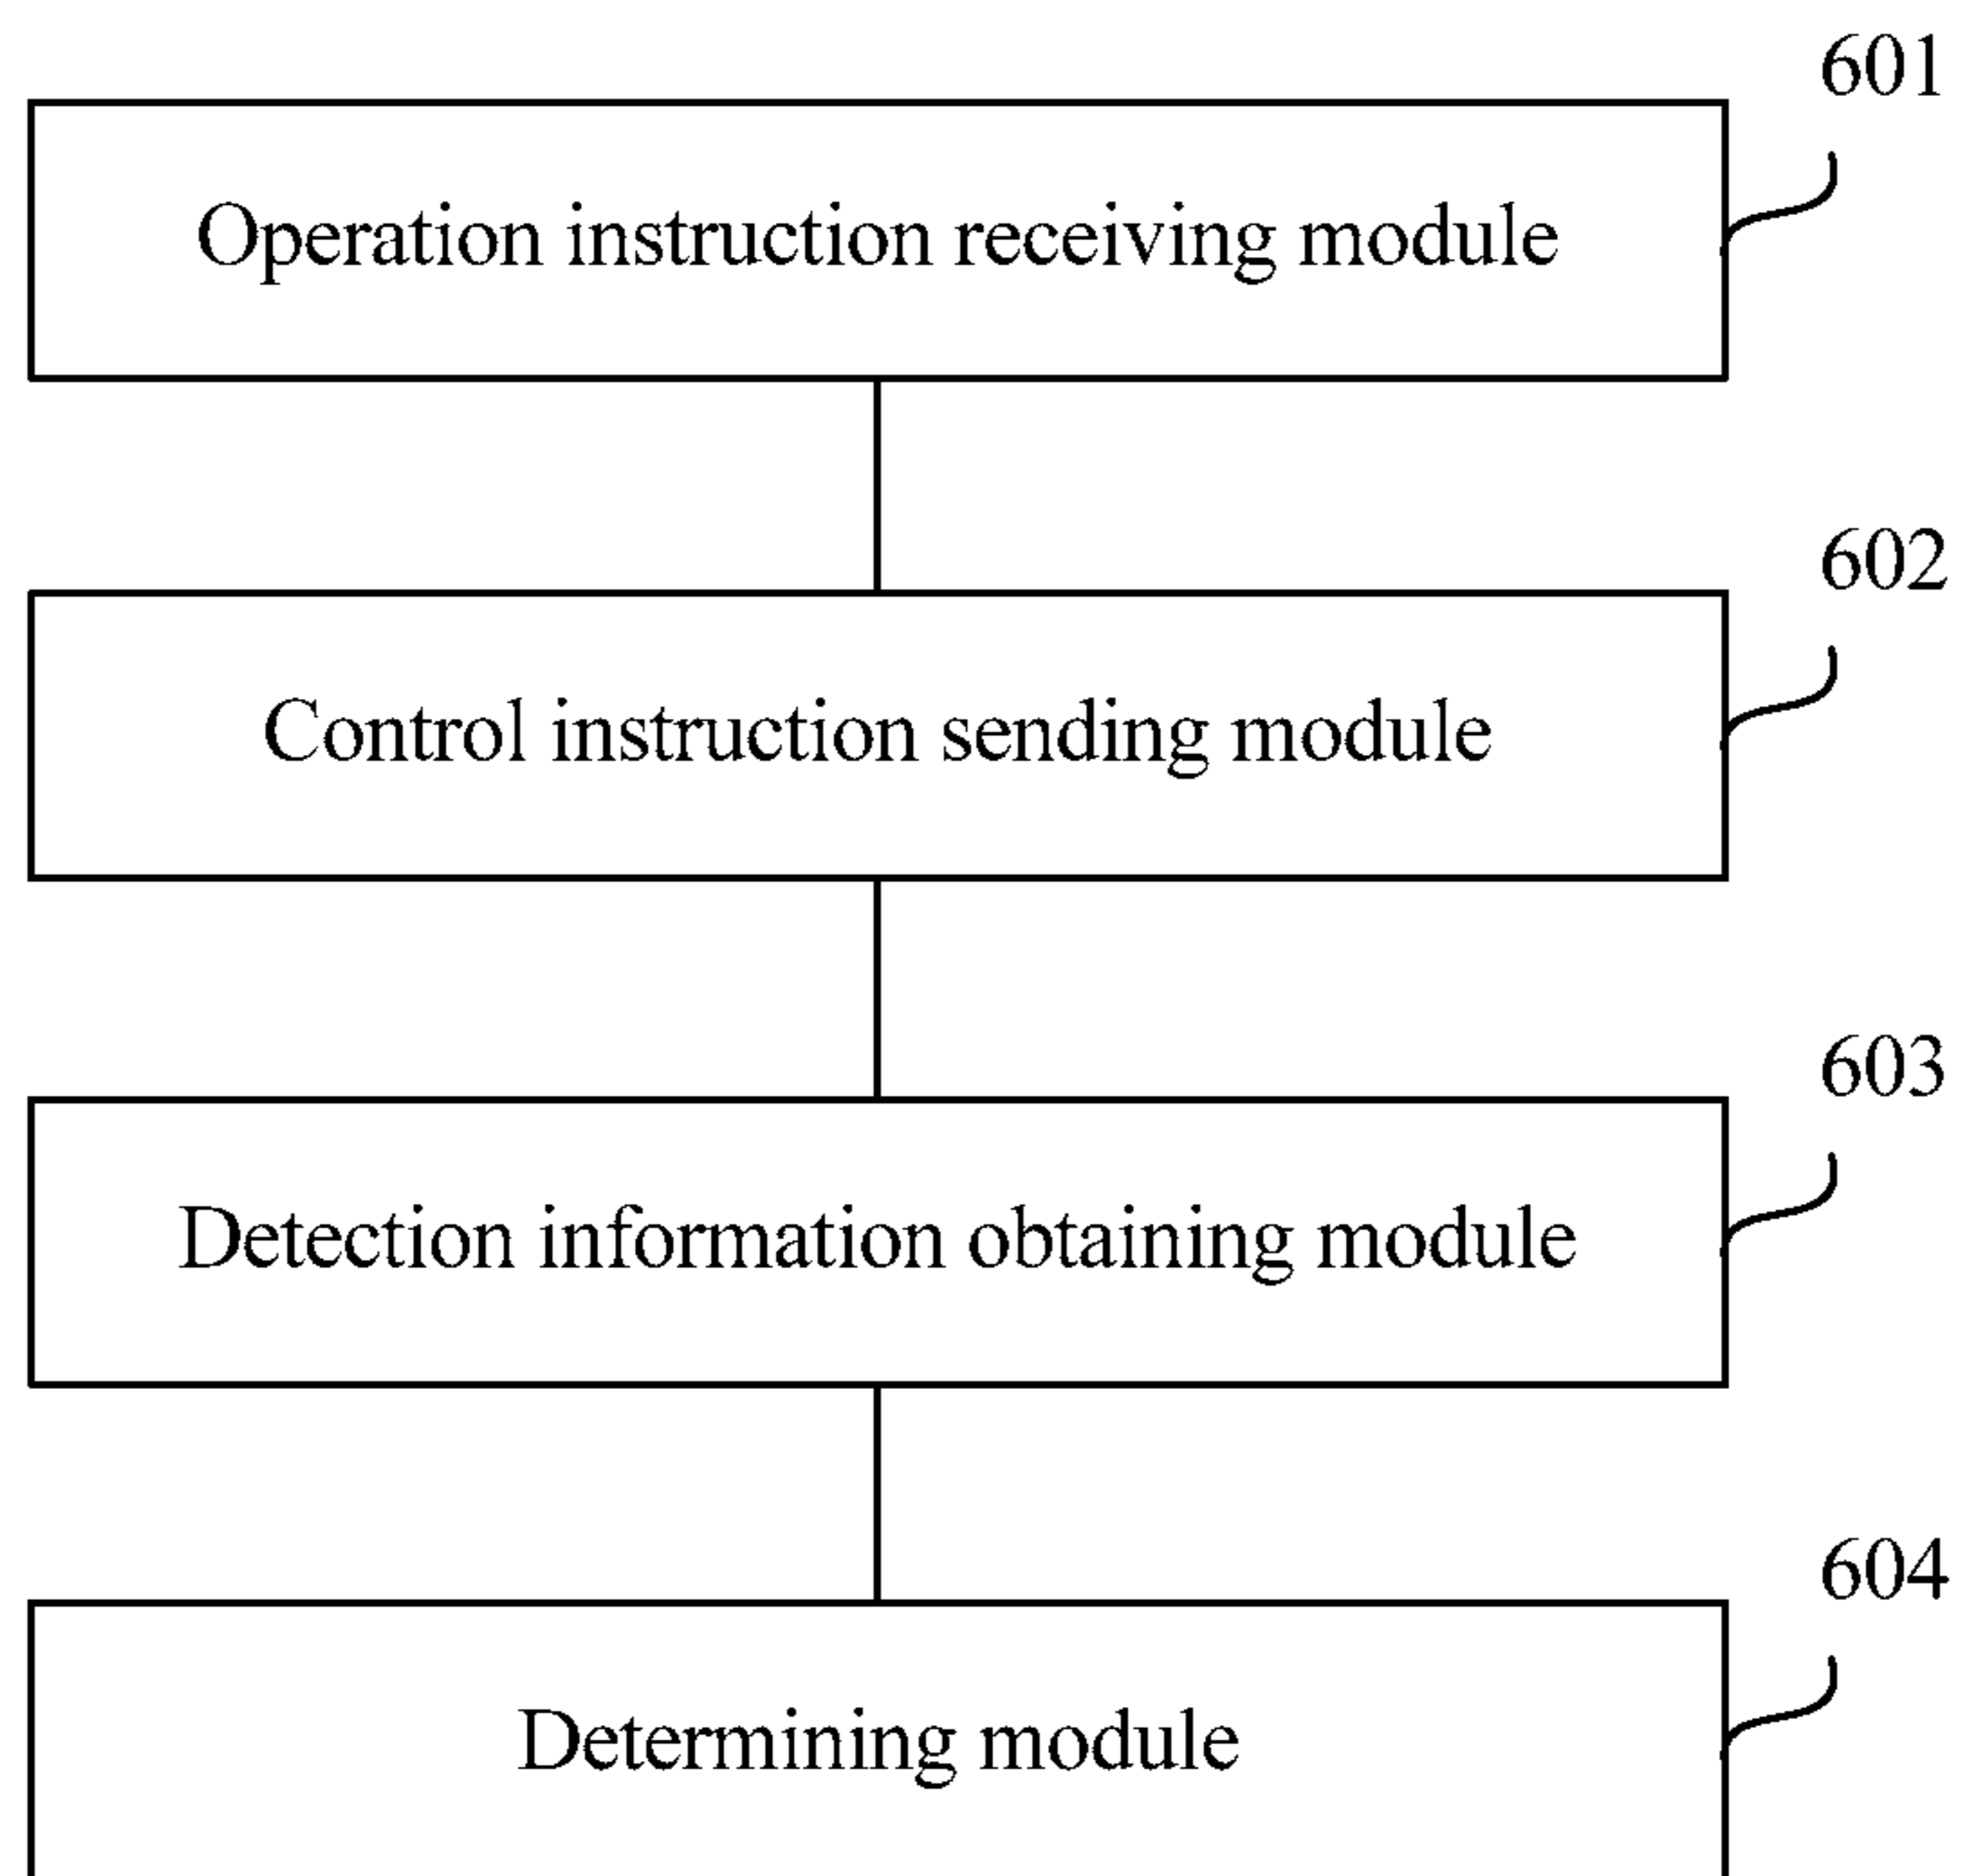 601
Operation instruction receiving module
602
Control instruction sending module
603
Detection information obtaining module
604
Determining module